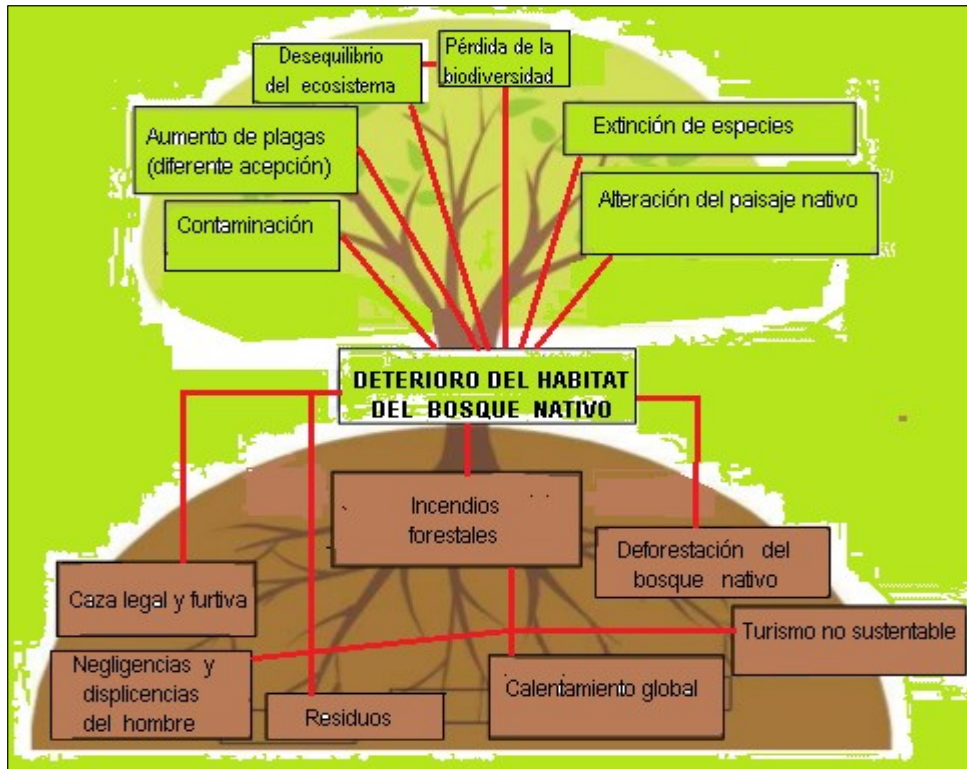 Desequilibrio
del ecosistema
Pérdida de la
biodiversidad
Aumento de plagas
(diferente acepción)
Extinción de especies
Contaminación
Alteración del paisaje nativo
DETERIORO DEL HABITAT
DEL BOSQUE NATIVO
Incendios
forestales
Deforestación del
bosque nativo
Caza legal y furtiva
Turismo no sustentable
Negligencias y
displicencias
del hombre
Residuos
Calentamiento global